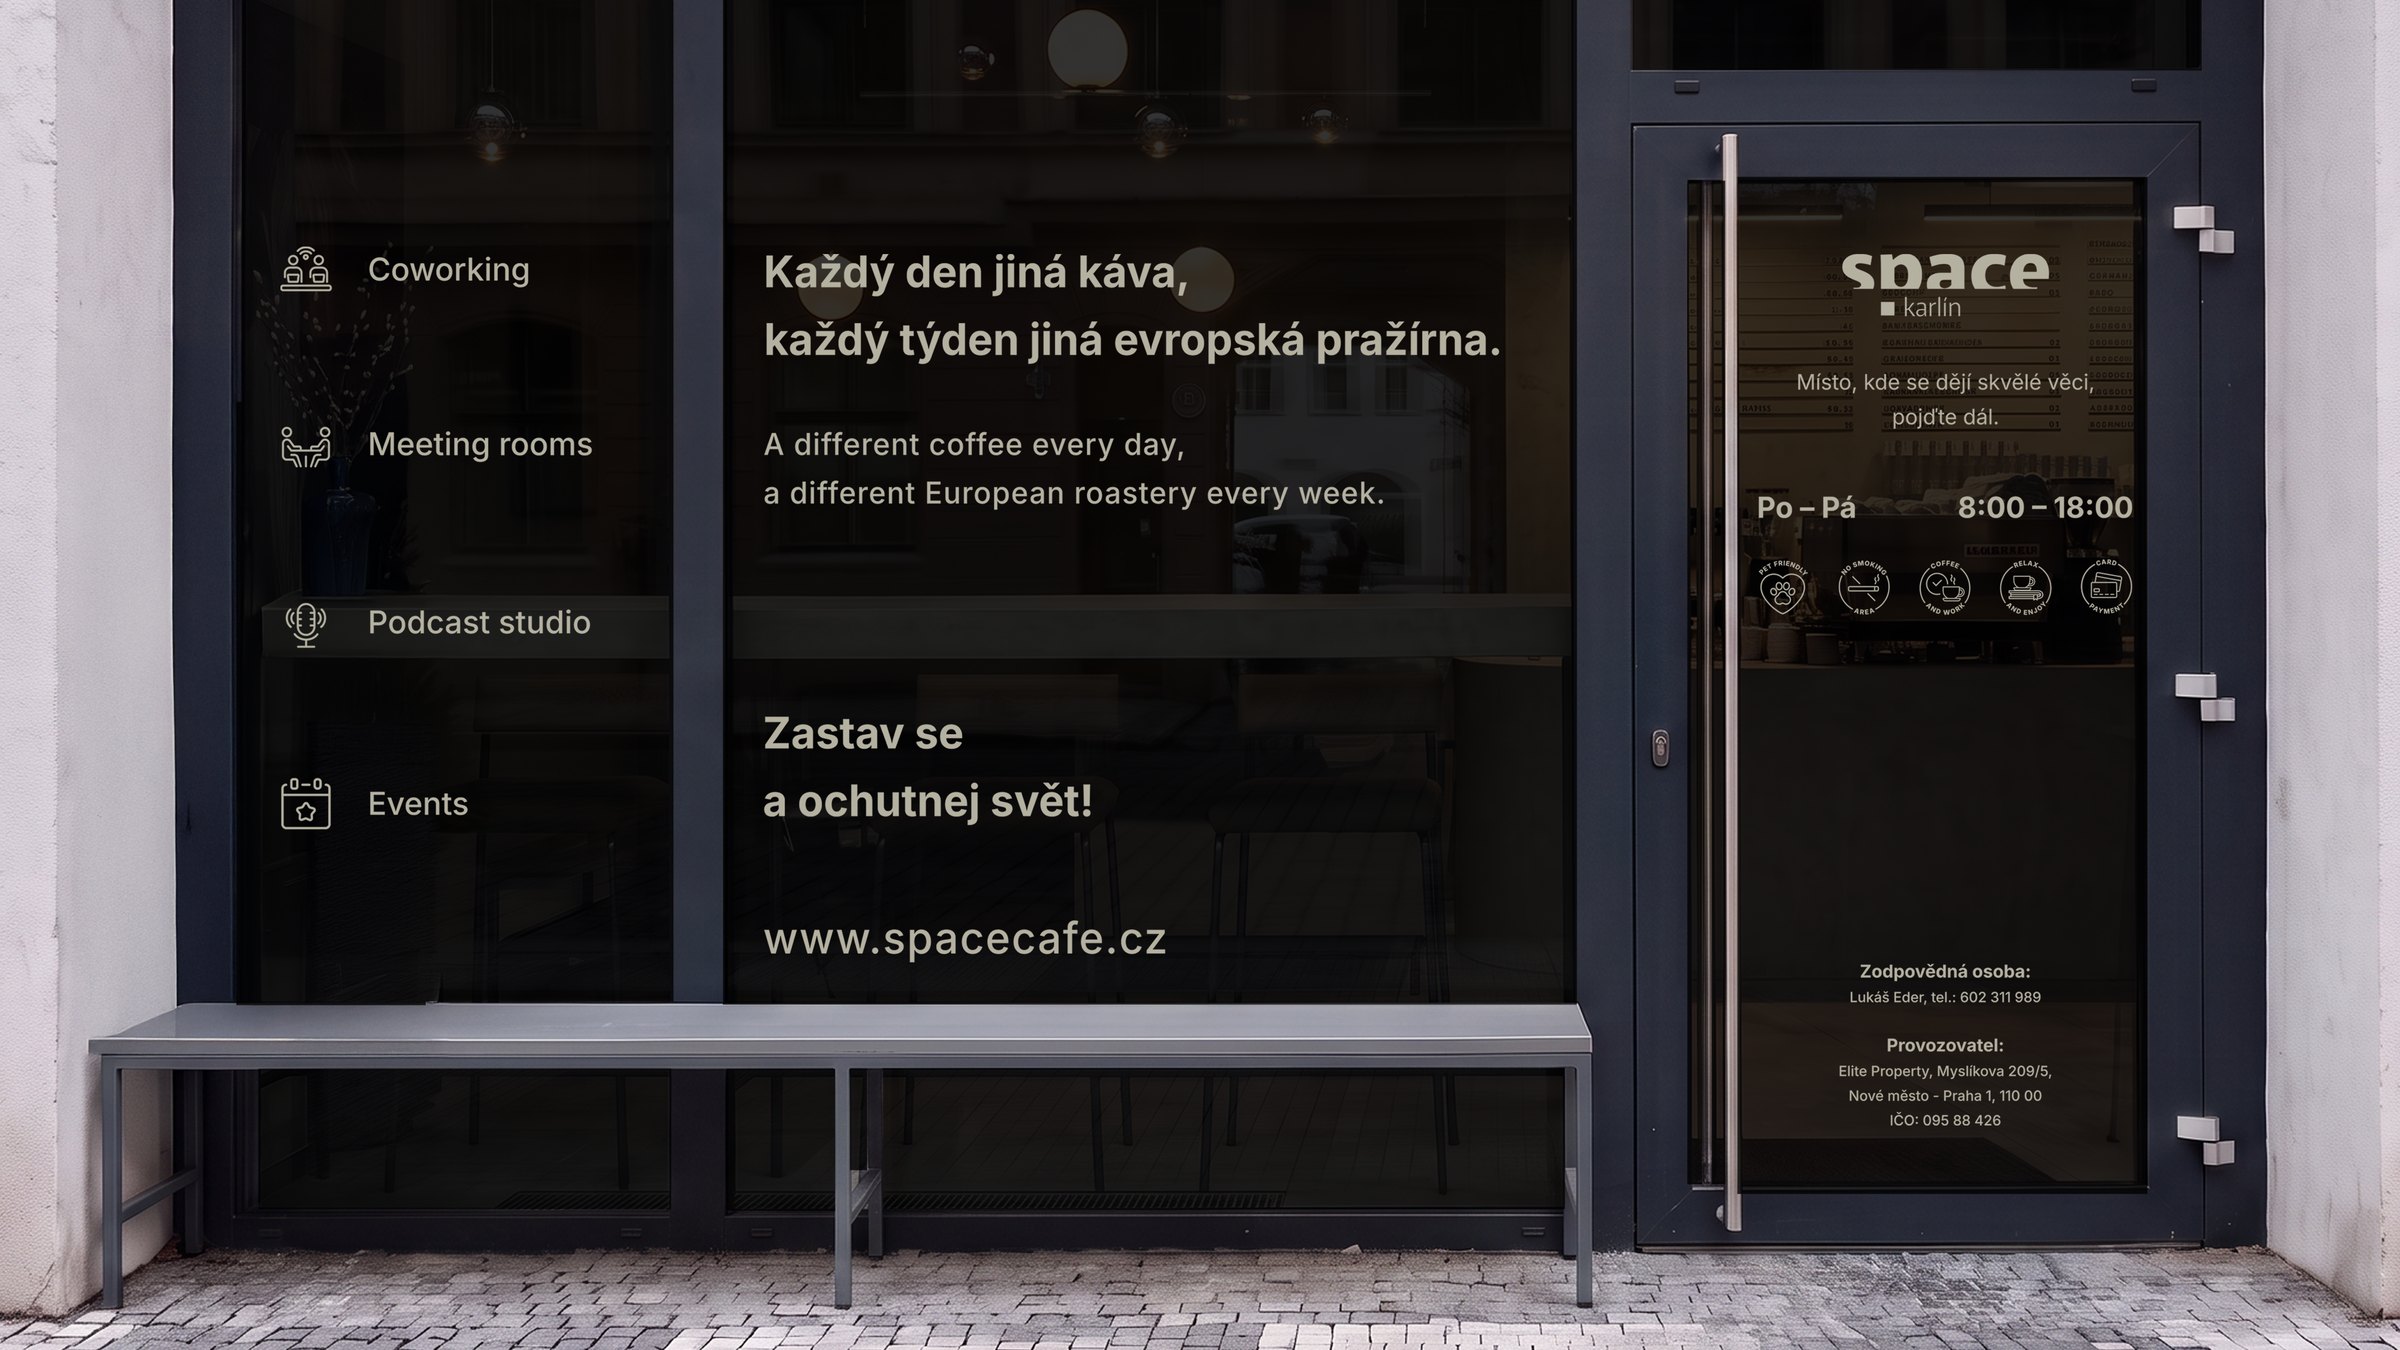 Coworking
Meeting rooms
Podcast studio
Events
Každý den jiná káva,
každý týden jiná evropská pražírna.
A different coffee every day,
a different European roastery every week.
Zastav se
a ochutnej svět!
www.spacecafe.cz
space
karlín
Místo, kde se dějí skvělé věci,
pojďte dál.
Po – Pá 8:00 – 18:00
PET FRIENDLY
NO SMOKING
AREA
COFFEE
AND WORK
RELAX
AND ENJOY
CARD
PAYMENT
Zodpovědná osoba:
Lukáš Eder, tel.: 602 311 989
Provozovatel:
Elite Property, Myslíkova 209/5,
Nové město - Praha 1, 110 00
IČO: 095 88 426